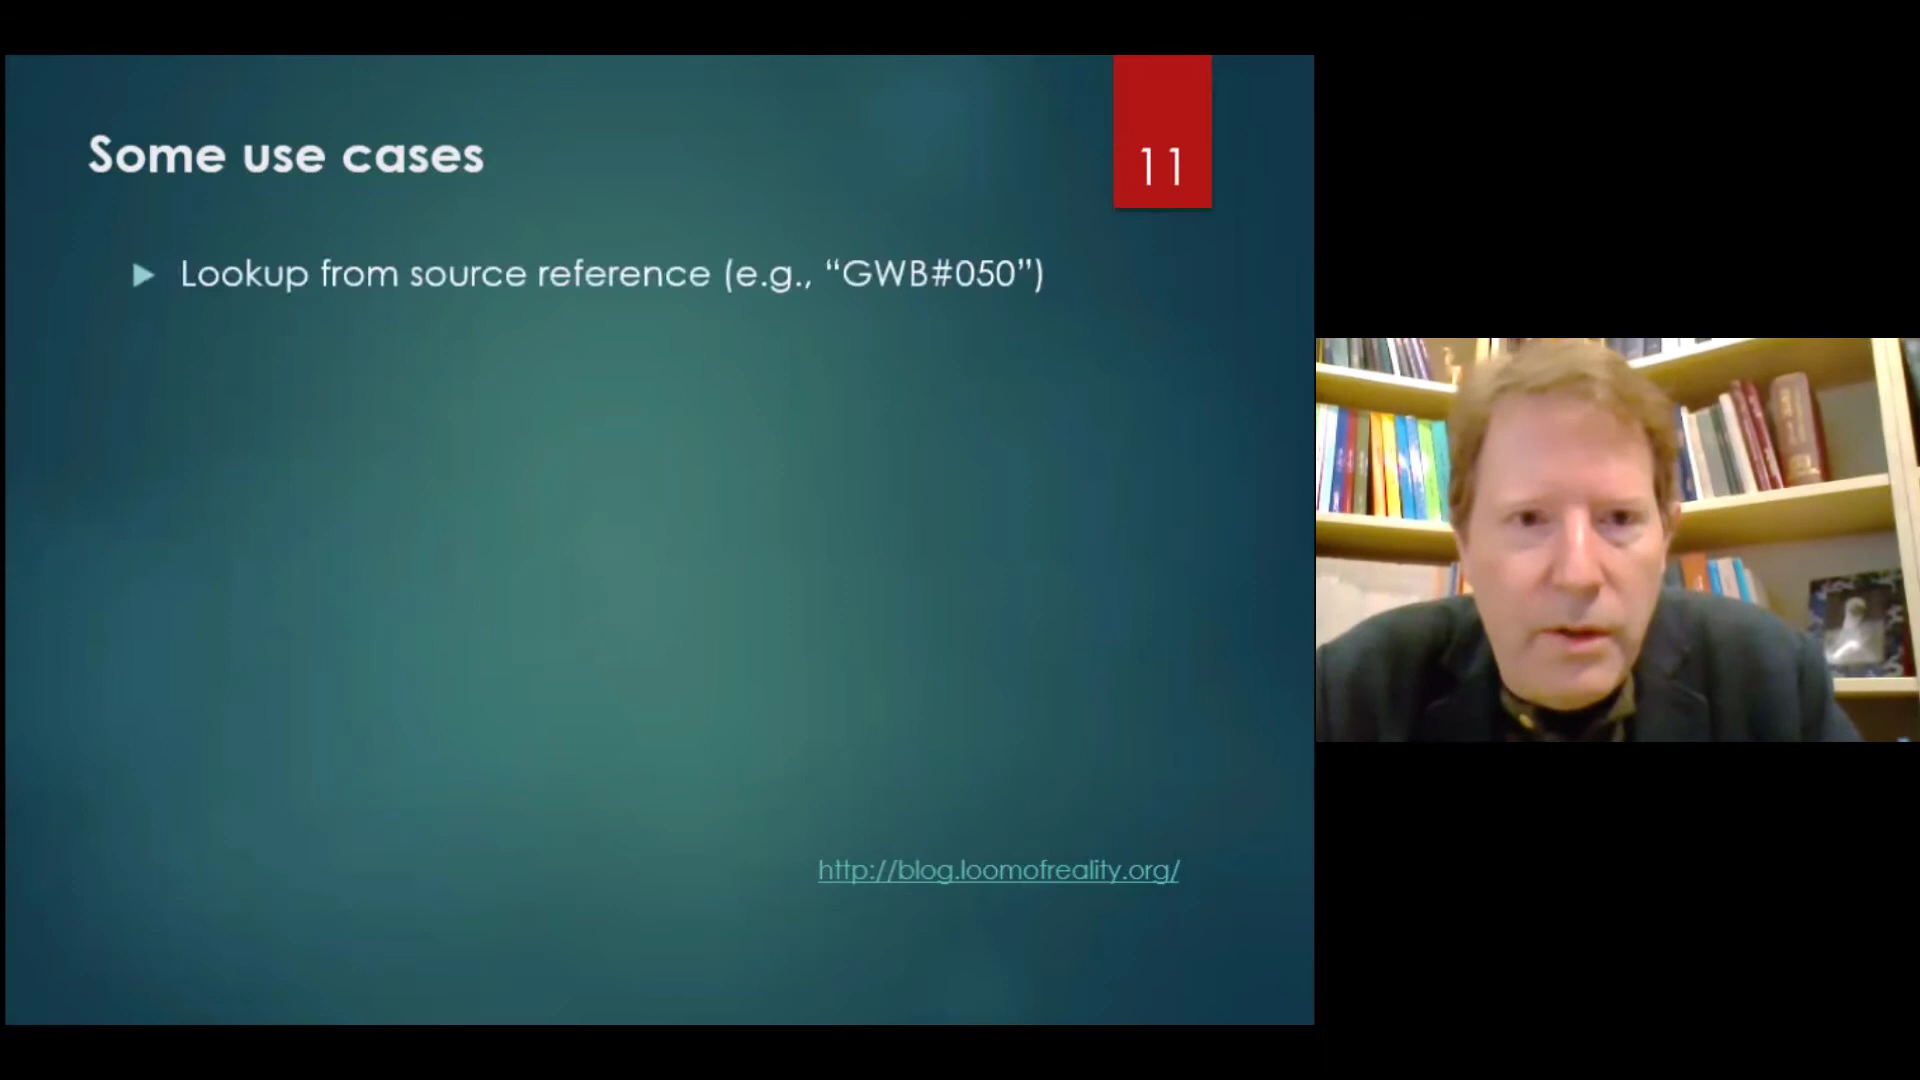 Some use cases
11
▶ Lookup from source reference (e.g., “GWB#050”)
http://blog.loomofreality.org/